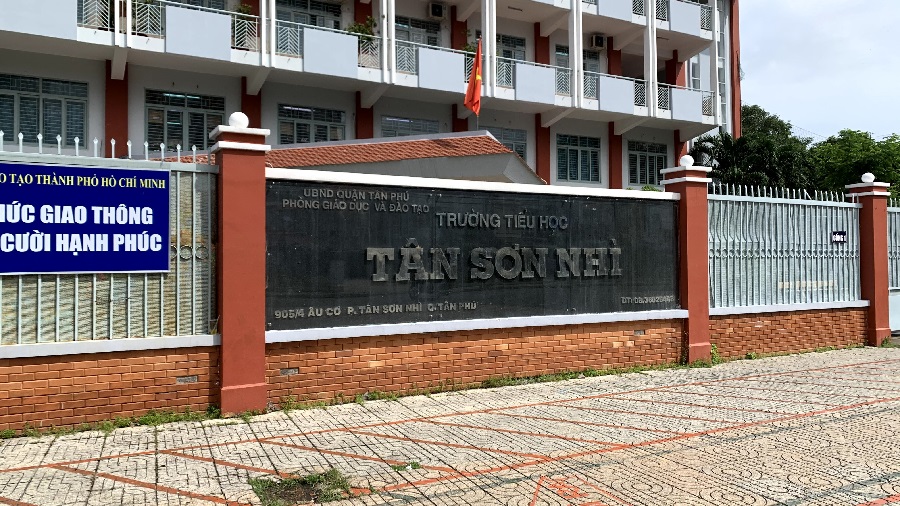 O TẠO THÀNH PHỐ HỒ CHÍ MINH
HỨC GIAO THÔNG
CƯỜI HẠNH PHÚC
UBND QUẬN TÂN PHÚ
PHÒNG GIÁO DỤC VÀ ĐÀO TẠO
TRƯỜNG TIỂU HỌC
TÂN SƠN NHÌ
905/4 ÂU CƠ P. TÂN SƠN NHÌ Q. TÂN PHÚ